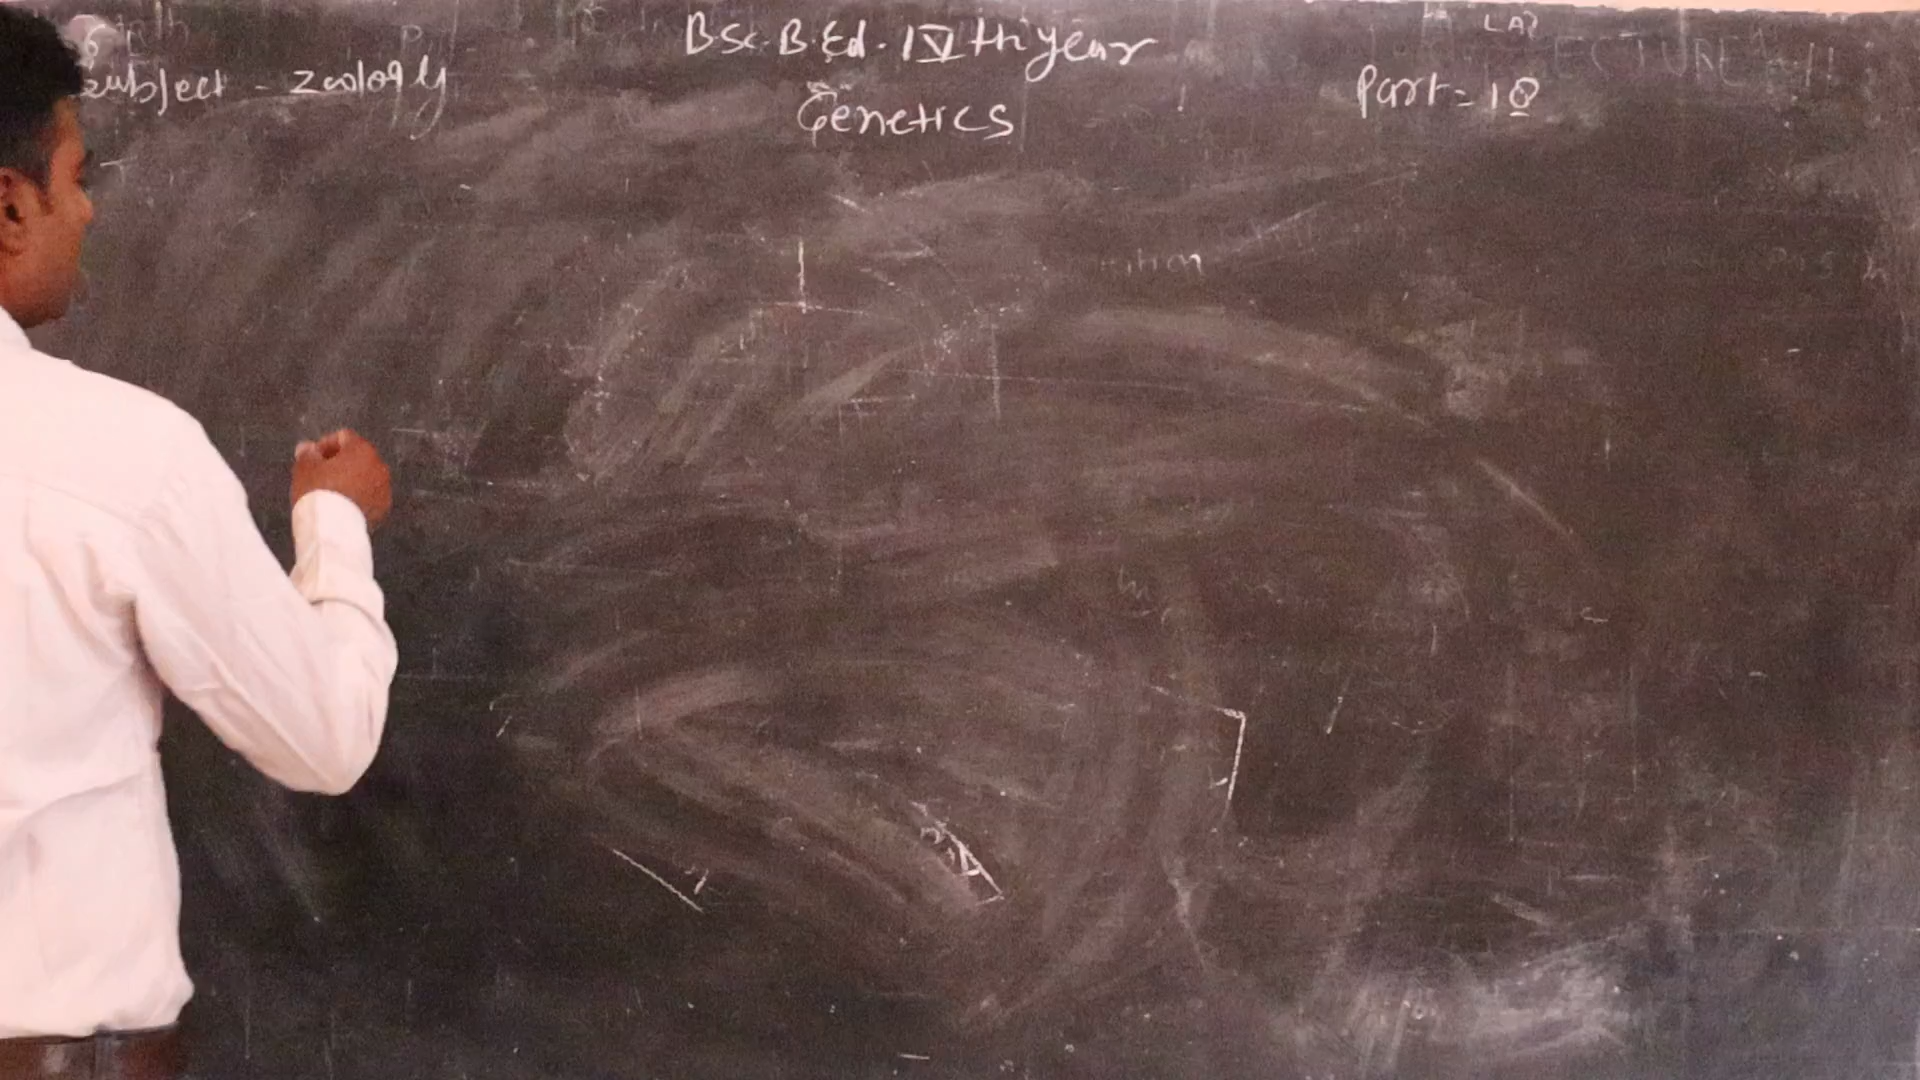 BSc. B.Ed. IVth year
Subject - Zoology
Genetics
Part = 18